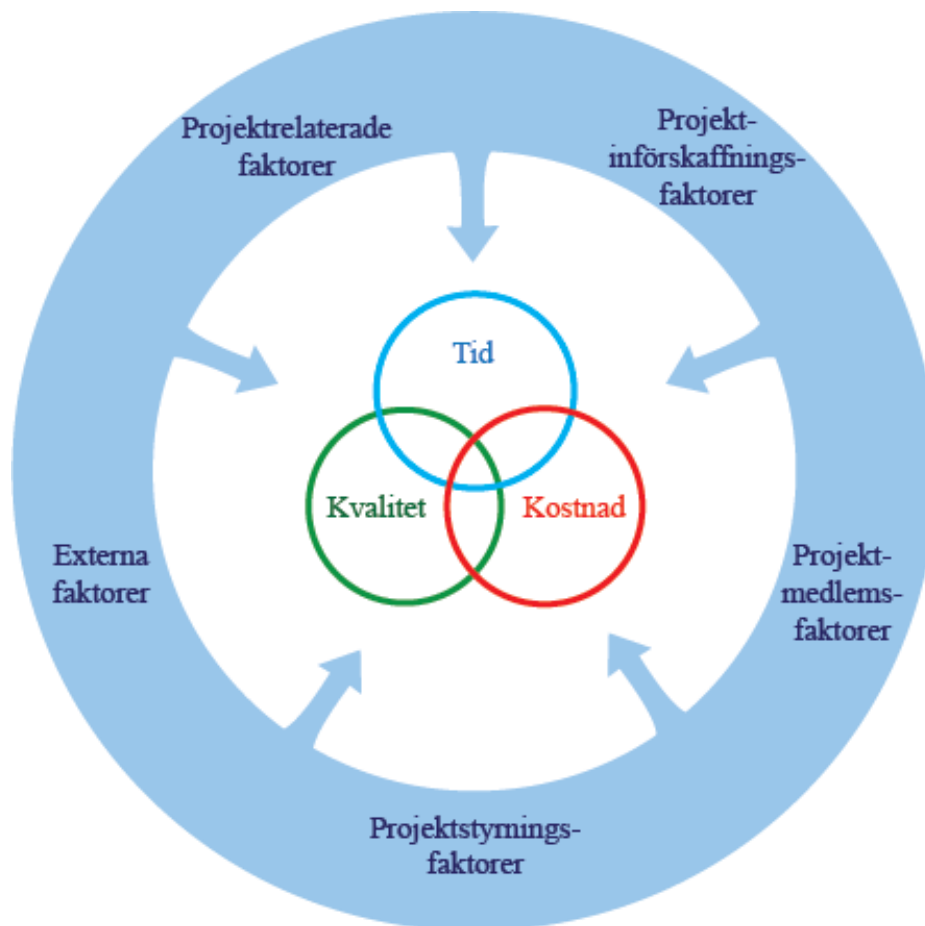 Projektrelaterade
faktorer
Projekt-
införskaffnings-
faktorer
Tid
Kvalitet
Kostnad
Externa
faktorer
Projekt-
medlems-
faktorer
Projektstyrnings-
faktorer